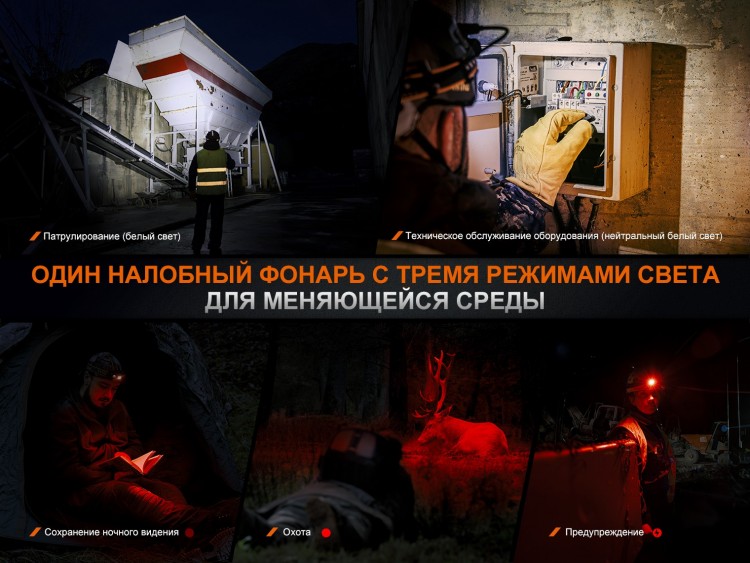 Патрулирование (белый свет)
Техническое обслуживание оборудования (нейтральный белый свет)
ОДИН НАЛОБНЫЙ ФОНАРЬ С ТРЕМЯ РЕЖИМАМИ СВЕТА
ДЛЯ МЕНЯЮЩЕЙСЯ СРЕДЫ
Сохранение ночного видения
Охота
Предупреждение